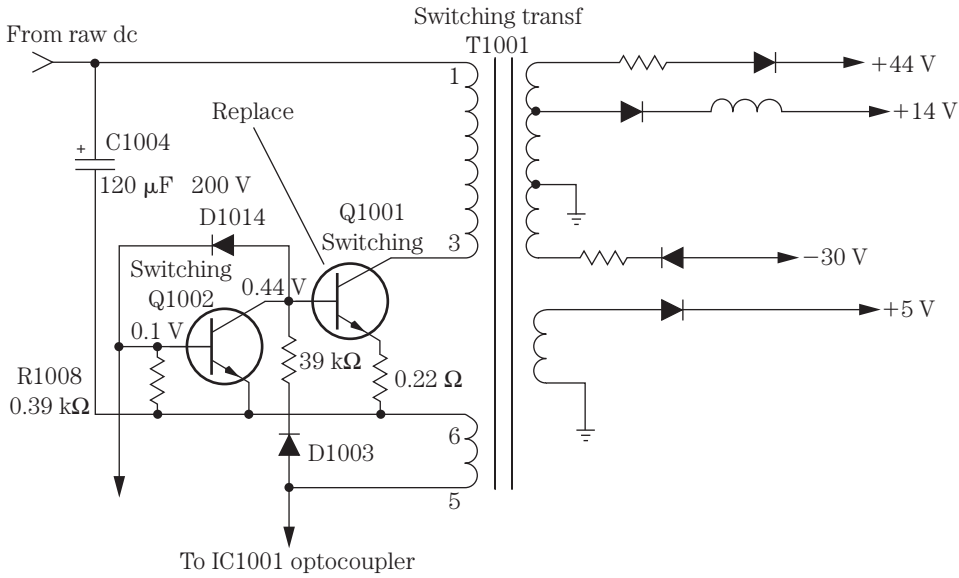 Switching transf
T1001
From raw dc
+44 V
1
+14 V
Replace
+
C1004
120 μF 200 V
D1014
Q1001
Switching
3
Switching
Q1002
0.44 V
−30 V
0.1 V
+5 V
R1008
0.39 kΩ
39 kΩ
0.22 Ω
6
D1003
5
To IC1001 optocoupler